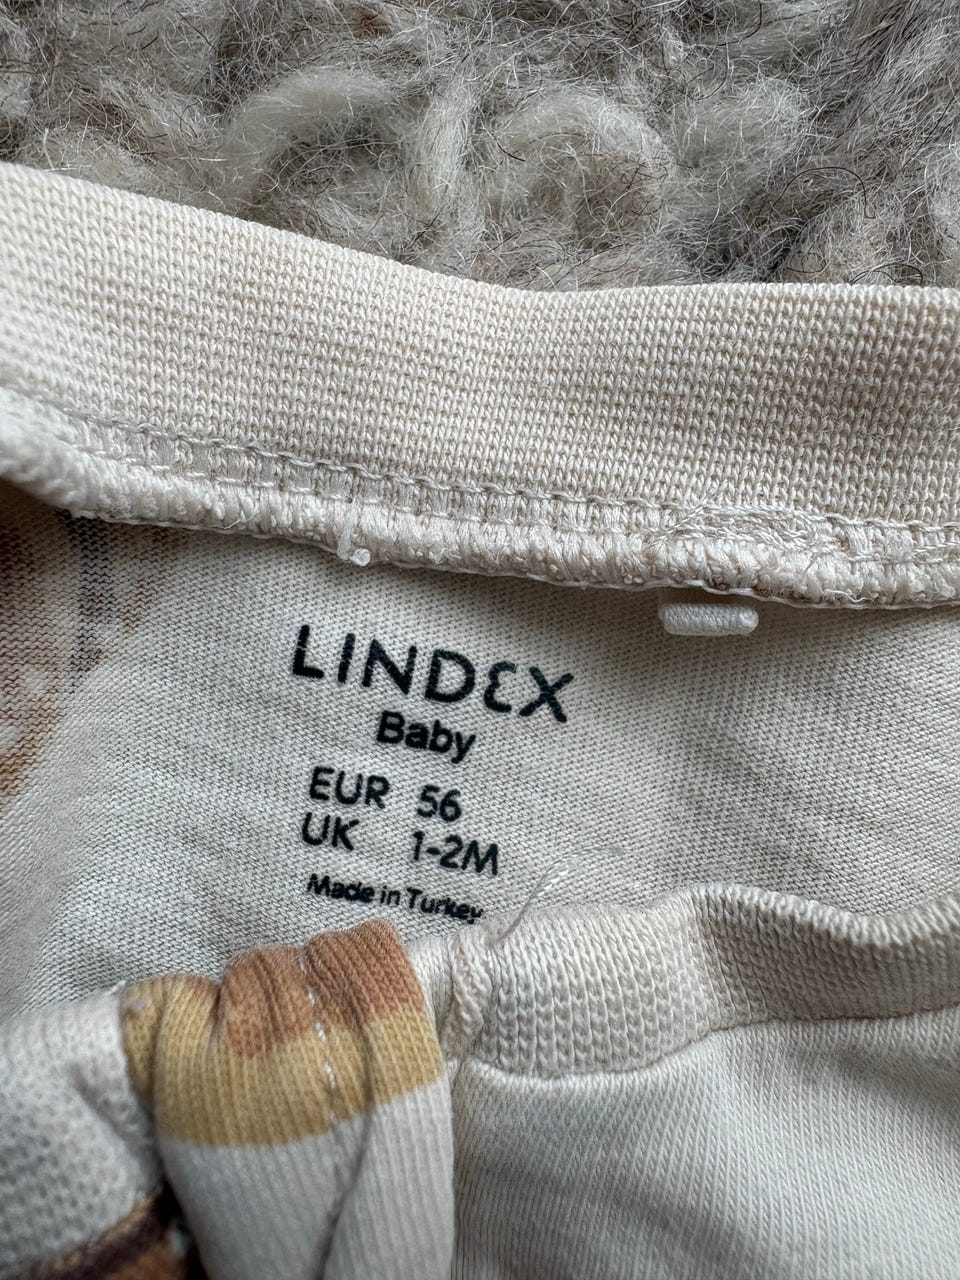 LINDEX
Baby
EUR 56
UK 1-2M
Made in Turkey